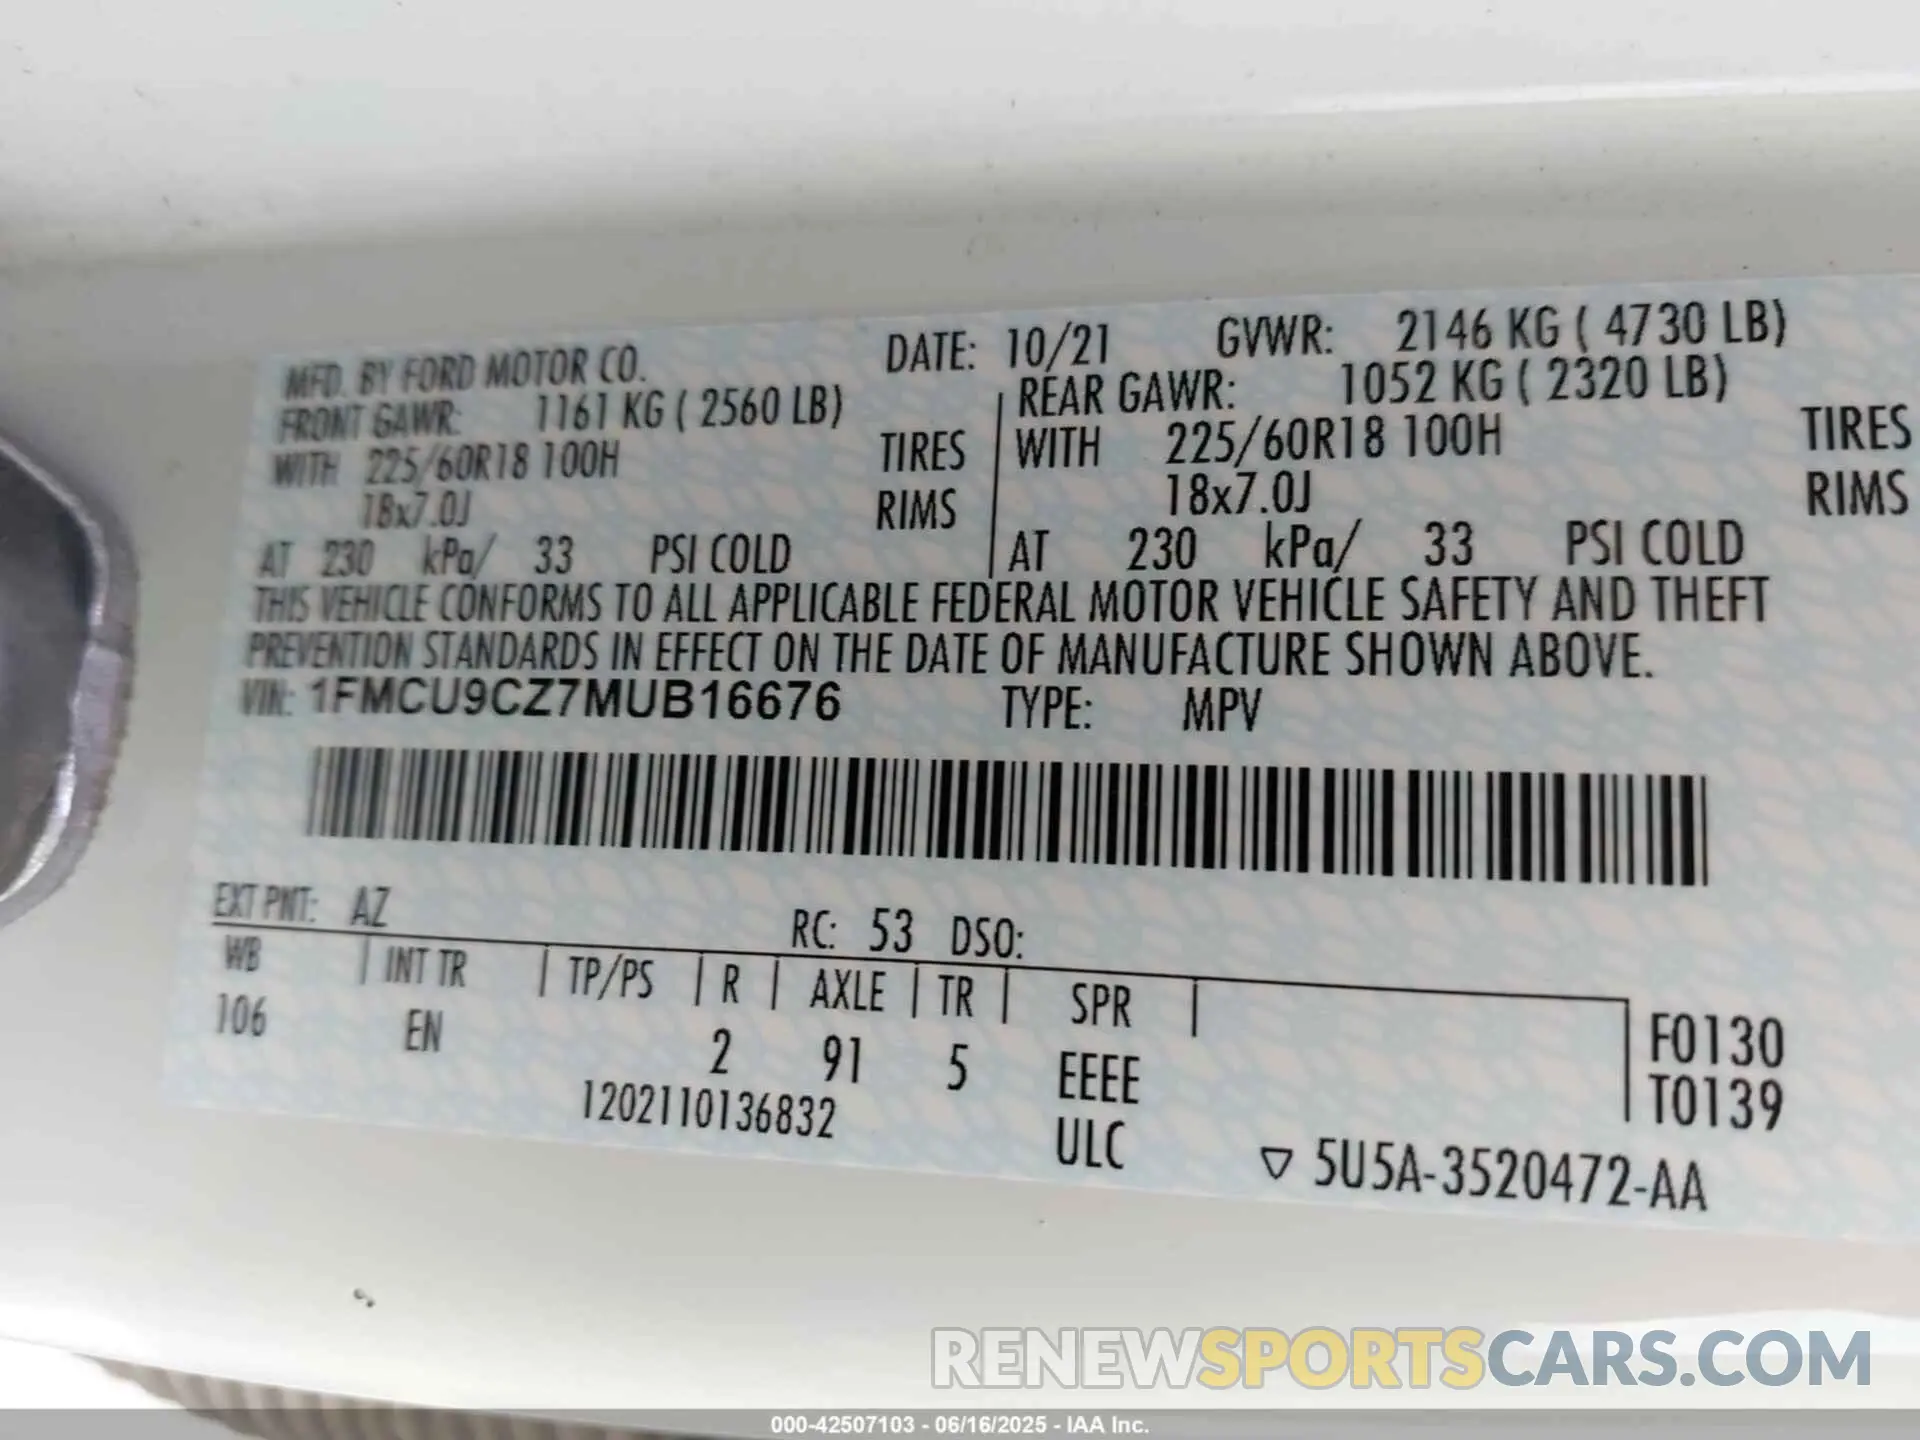 MFD. BY FORD MOTOR CO. DATE: 10/21 GVWR: 2146 KG ( 4730 LB)
FRONT GAWR: 1161 KG ( 2560 LB) REAR GAWR: 1052 KG ( 2320 LB)
WITH 225/60R18 100H TIRES WITH 225/60R18 100H TIRES
18x7.0J RIMS 18x7.0J RIMS
AT 230 kPa/ 33 PSI COLD AT 230 kPa/ 33 PSI COLD
THIS VEHICLE CONFORMS TO ALL APPLICABLE FEDERAL MOTOR VEHICLE SAFETY AND THEFT
PREVENTION STANDARDS IN EFFECT ON THE DATE OF MANUFACTURE SHOWN ABOVE.
VIN: 1FMCU9CZ7MUB16676 TYPE: MPV
EXT PNT: AZ RC: 53 DSO:
WB | INT TR | TP/PS | R | AXLE | TR | SPR |
106 EN 2 91 5 EEEE F0130
1202110136832 ULC T0139
▽ 5U5A-3520472-AA
RENEWSPORTSCARS.COM
000-42507103 - 06/16/2025 - IAA Inc.